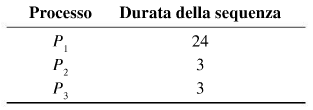 Processo Durata della sequenza
P1 24
P2 3
P3 3